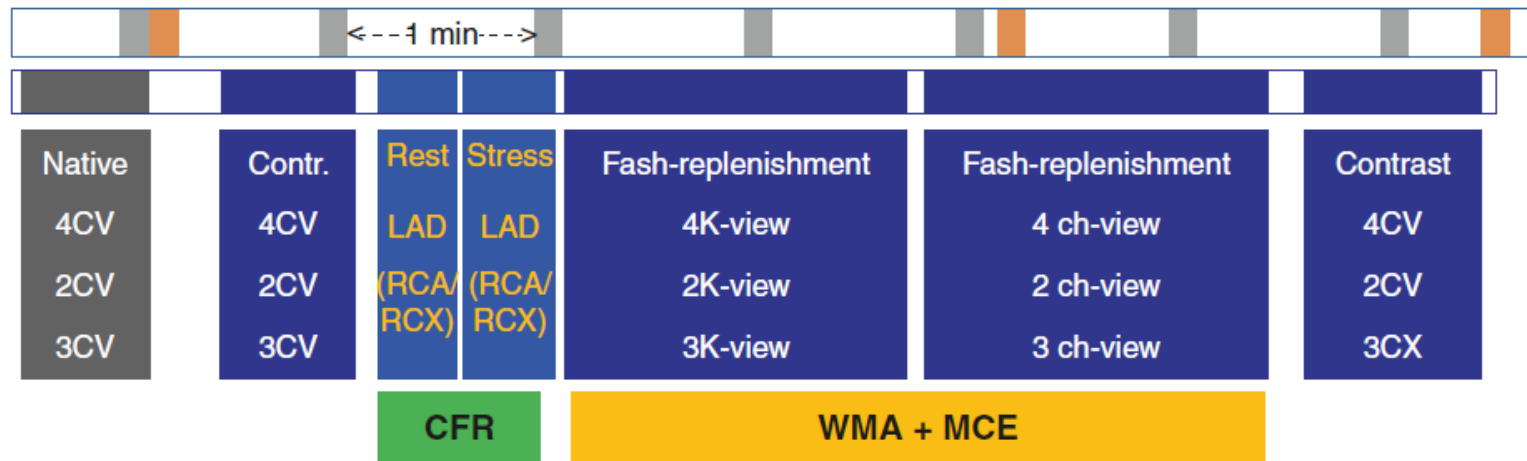 <---1 min---->
Native
4CV
2CV
3CV
Contr.
4CV
2CV
3CV
Rest
LAD
(RCA/
RCX)
Stress
LAD
(RCA/
RCX)
Fash-replenishment
4K-view
2K-view
3K-view
Fash-replenishment
4 ch-view
2 ch-view
3 ch-view
Contrast
4CV
2CV
3CX
CFR
WMA + MCE